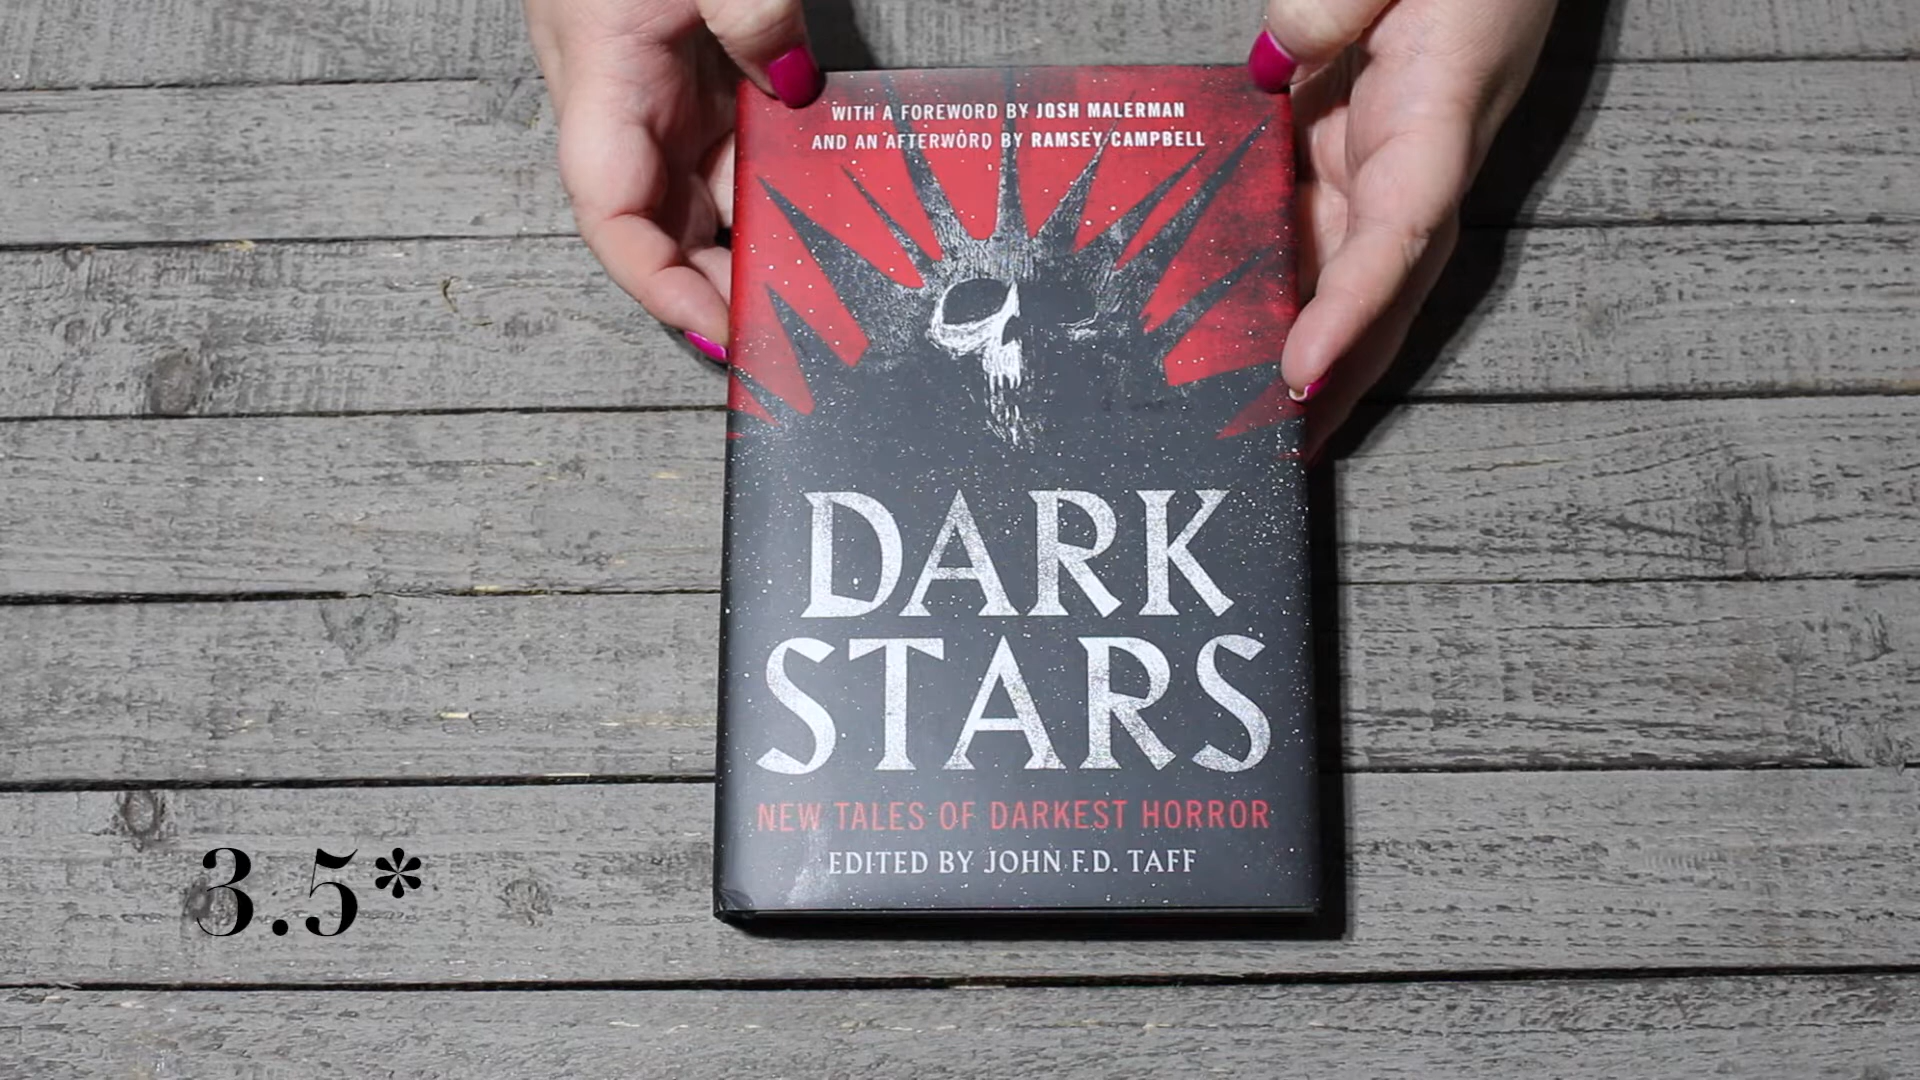 WITH A FOREWORD BY JOSH MALERMAN
AND AN AFTERWORD BY RAMSEY CAMPBELL
DARK
STARS
NEW TALES OF DARKEST HORROR
EDITED BY JOHN F.D. TAFF
3.5*